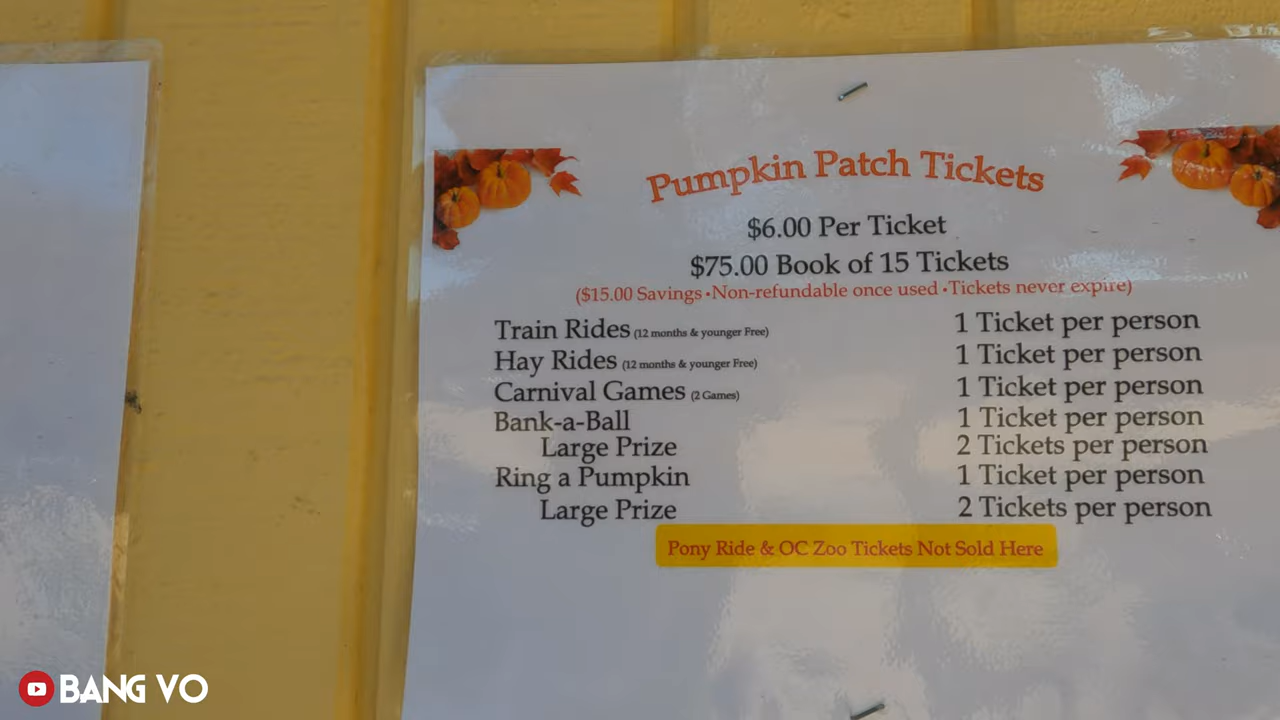 Pumpkin Patch Tickets
$6.00 Per Ticket
$75.00 Book of 15 Tickets
($15.00 Savings •Non-refundable once used •Tickets never expire)
Train Rides (12 months & younger Free) 1 Ticket per person
Hay Rides (12 months & younger Free) 1 Ticket per person
Carnival Games (2 Games) 1 Ticket per person
Bank-a-Ball 1 Ticket per person
Large Prize 2 Tickets per person
Ring a Pumpkin 1 Ticket per person
Large Prize 2 Tickets per person
Pony Ride & OC Zoo Tickets Not Sold Here
BANG VO